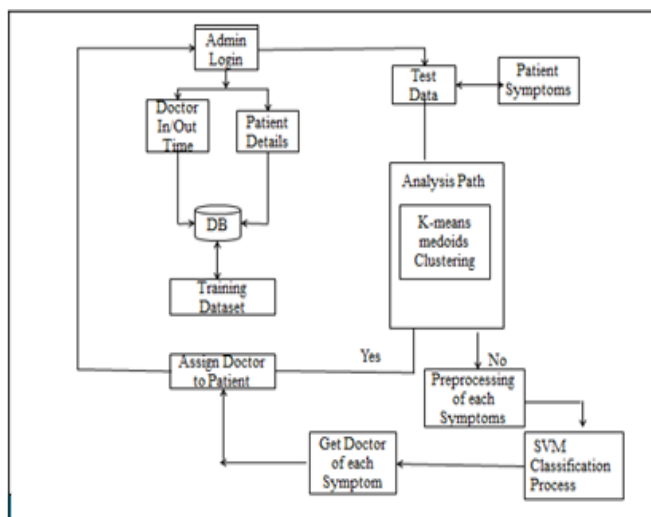 Admin
Login
Test
Data
Patient
Symptoms
Doctor
In/Out
Time
Patient
Details
Analysis Path
K-means
medoids
Clustering
DB
Training
Dataset
Yes
No
Assign Doctor
to Patient
Preprocessing
of each
Symptoms
Get Doctor
of each
Symptom
SVM
Classification
Process